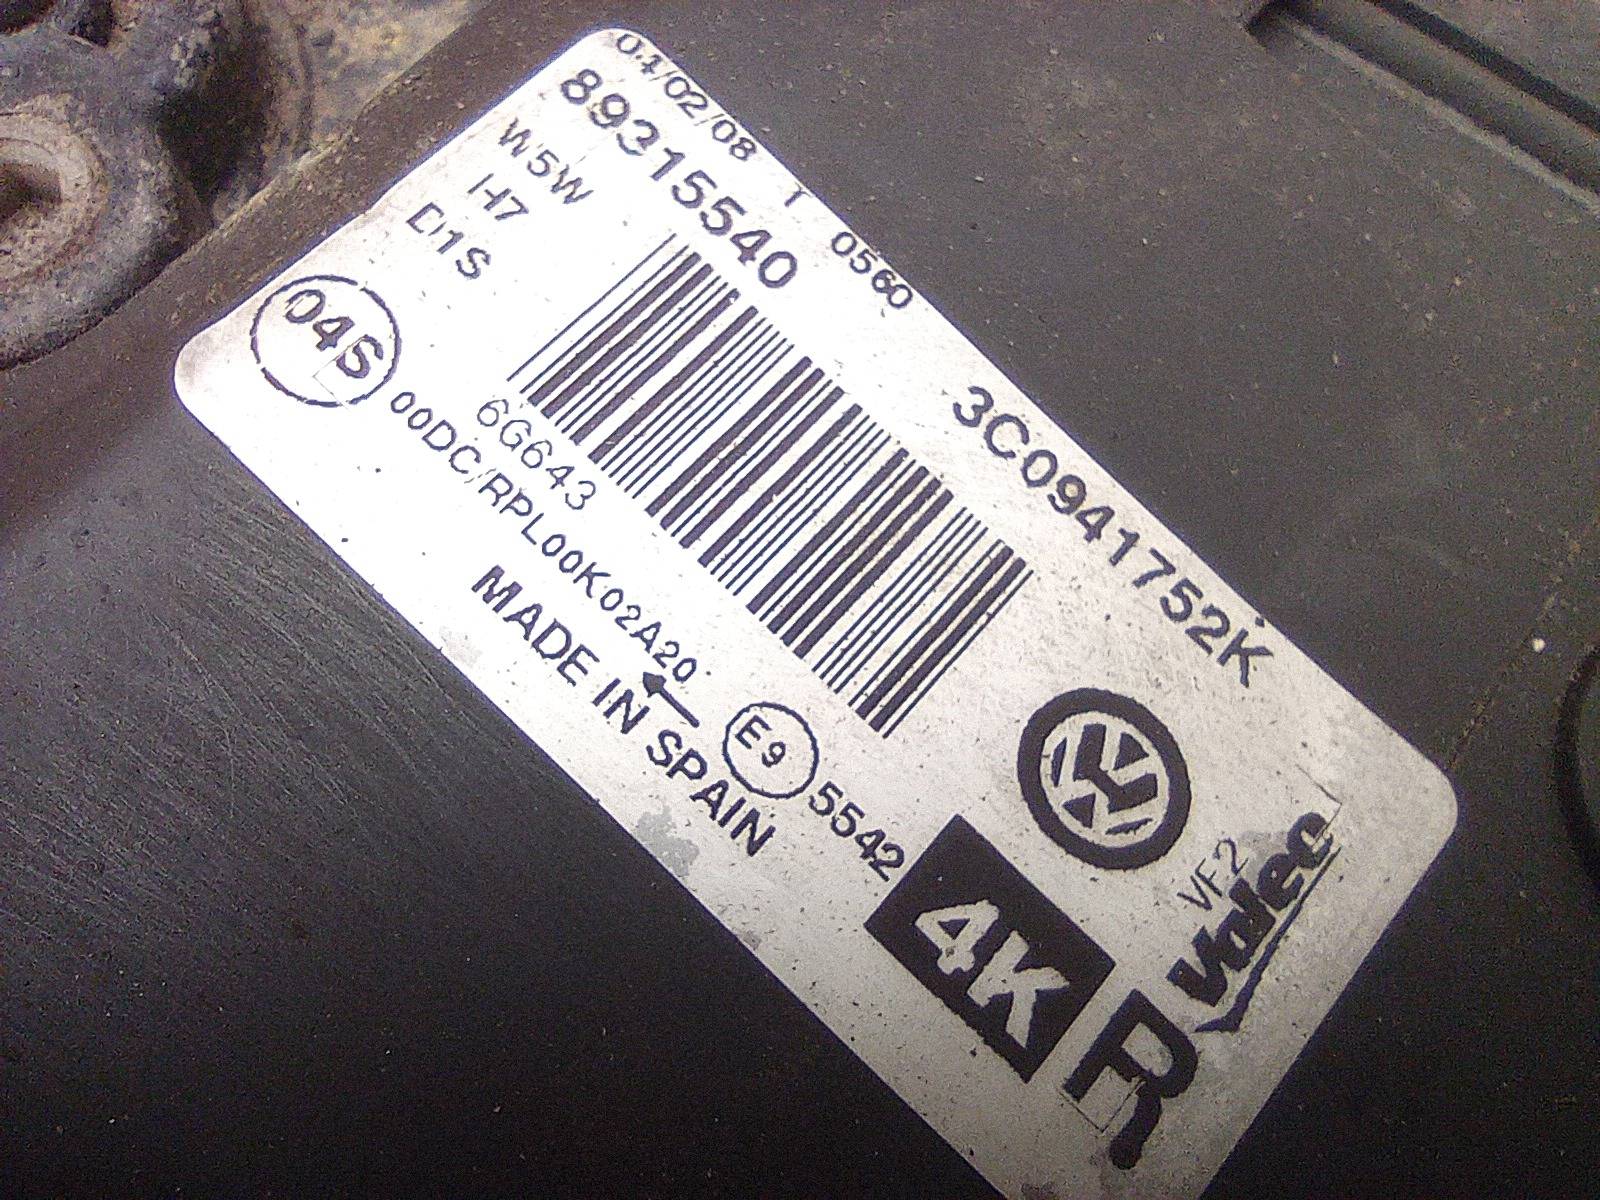 04/02/08 T 0560
89315540 3C0941752K
W5W
H7
D1S
04S
6G643
00DC/RPL00K02A20
MADE IN SPAIN
E9 5542
4K
R
VF2
Valeo